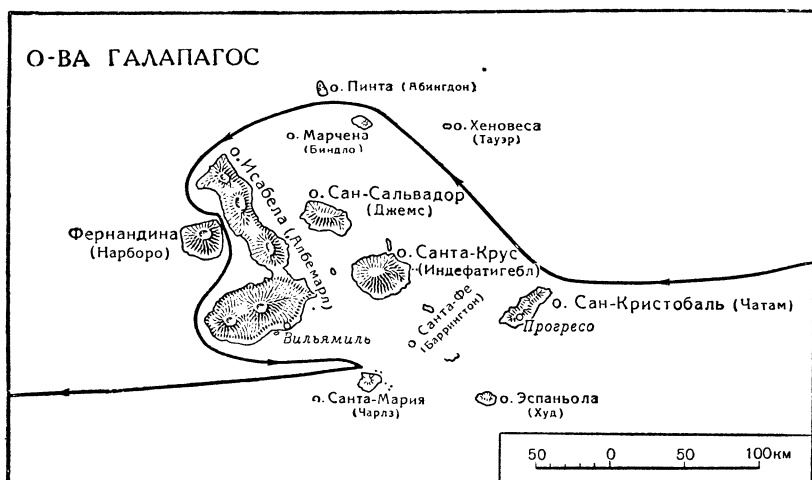 О-ВА ГАЛАПАГОС
о. Пинта (Абингдон)
о. Марчена
(Биндло)
о. Хеновеса
(Тауэр)
о. Исабела (Албемарл)
о. Сан-Сальвадор
(Джемс)
Фернандина
(Нарборо)
о. Санта-Крус
(Индефатигебл)
о. Санта-Фе
(Баррингтон)
о. Сан-Кристобаль (Чатам)
Прогресо
Вильямиль
о. Санта-Мария
(Чарлз)
о. Эспаньола
(Худ)
50 0 50 100км